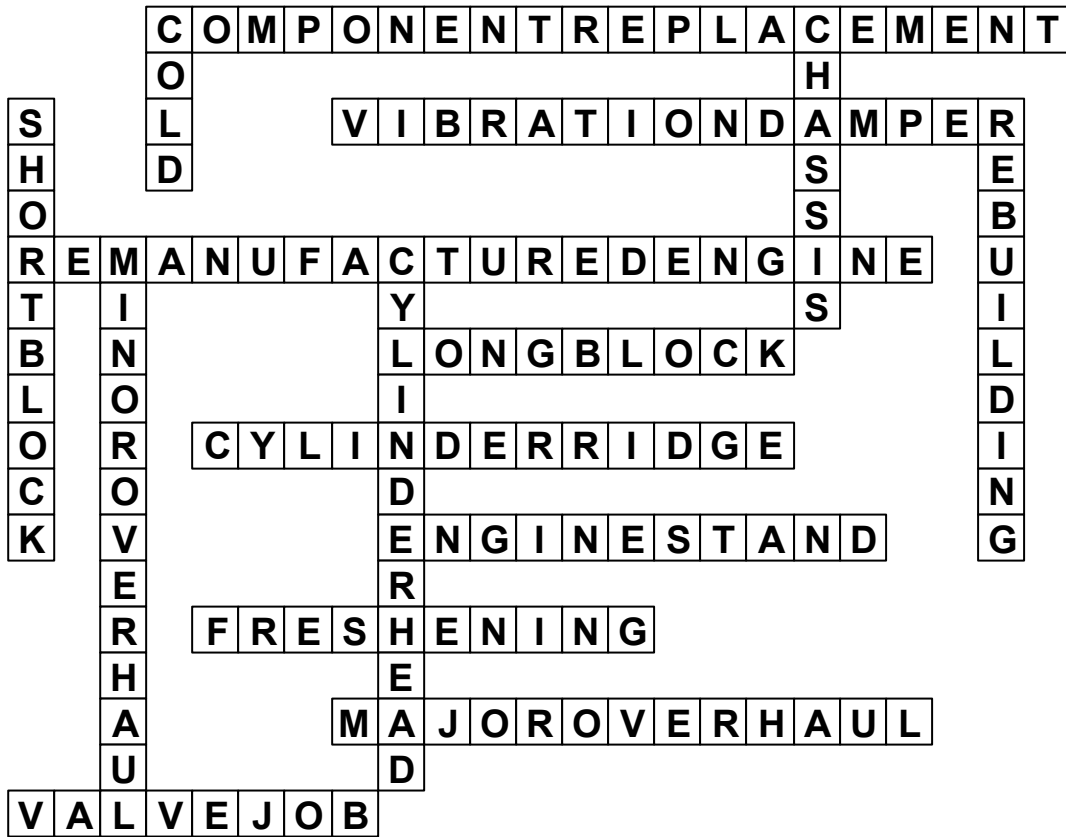 COMPONENTREPLACEMENT
COLD
CHASSIS
SHORTBLOCK
VIBRATIONDAMPER
REBUILDING
REMANUFACTUREDENGINE
MINOROVERHAUL
CYLINDERHEAD
LONGBLOCK
CYLINDERRIDGE
ENGINESTAND
FRESHENING
MAJOROVERHAUL
VALVEJOB